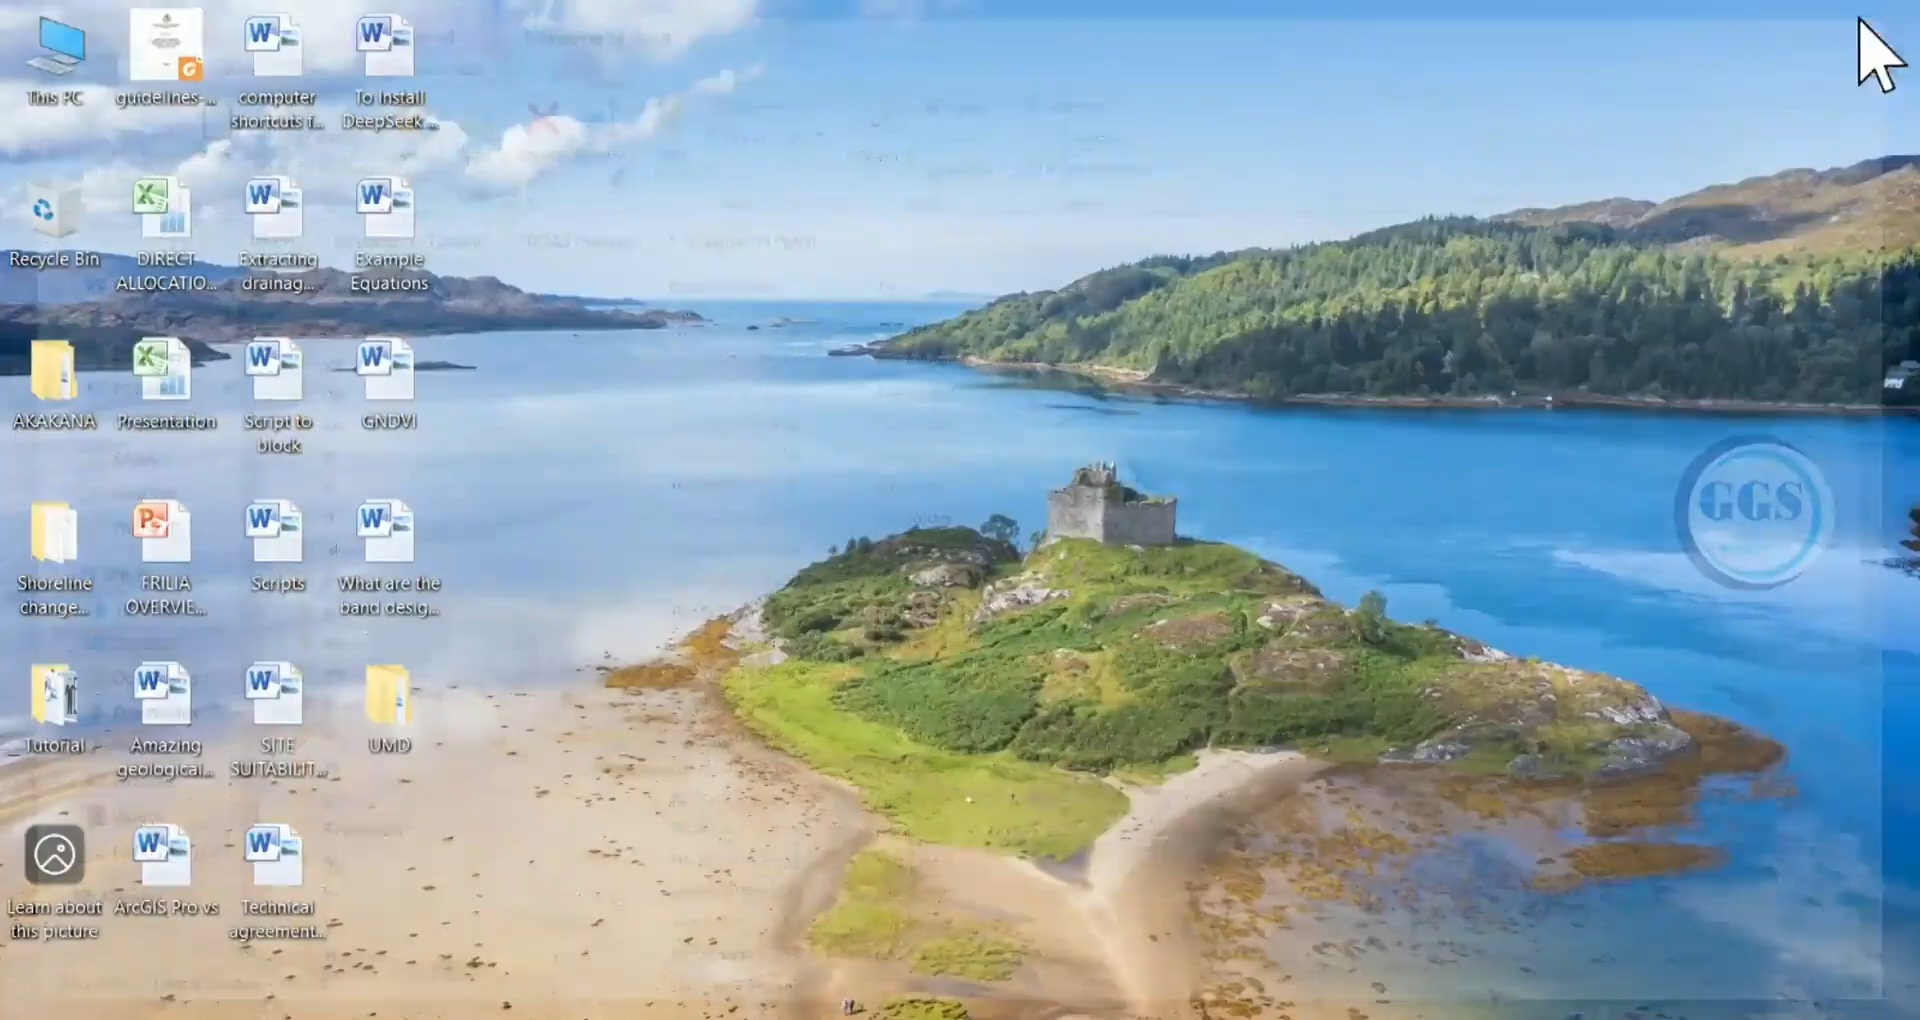 This PC
guidelines-...
computer
shortcuts f...
To Install
DeepSeek ...
Recycle Bin
DIRECT
ALLOCATIO...
Extracting
drainag...
Example
Equations
AKAKANA
Presentation
Script to
block
GNDVI
Shoreline
change...
FRILIA
OVERVIE...
Scripts
What are the
band desig...
Tutorial
Amazing
geological...
SITE
SUITABILIT...
UMD
Learn about
this picture
ArcGIS Pro vs
Technical
agreement...
GGS